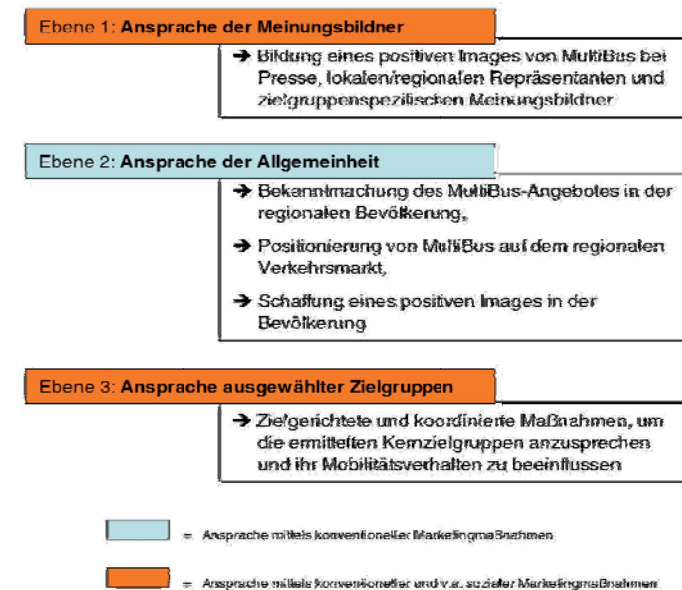 Ebene 1: Ansprache der Meinungsbildner
➔ Bildung eines positiven Images von MultiBus bei
Presse, lokalen/regionalen Repräsentanten und
zielgruppenspezifischen Meinungsbildner
Ebene 2: Ansprache der Allgemeinheit
➔ Bekanntmachung des MultiBus-Angebotes in der
regionalen Bevölkerung,
➔ Positionierung von MultiBus auf dem regionalen
Verkehrsmarkt,
➔ Schaffung eines positiven Images in der
Bevölkerung
Ebene 3: Ansprache ausgewählter Zielgruppen
➔ Zielgerichtete und koordinierte Maßnahmen, um
die ermittelten Kernzielgruppen anzusprechen
und ihr Mobilitätsverhalten zu beeinflussen
= Ansprache mittels konventioneller Marketingmaßnahmen
= Ansprache mittels konventioneller und v.a. sozialer Marketingmaßnahmen